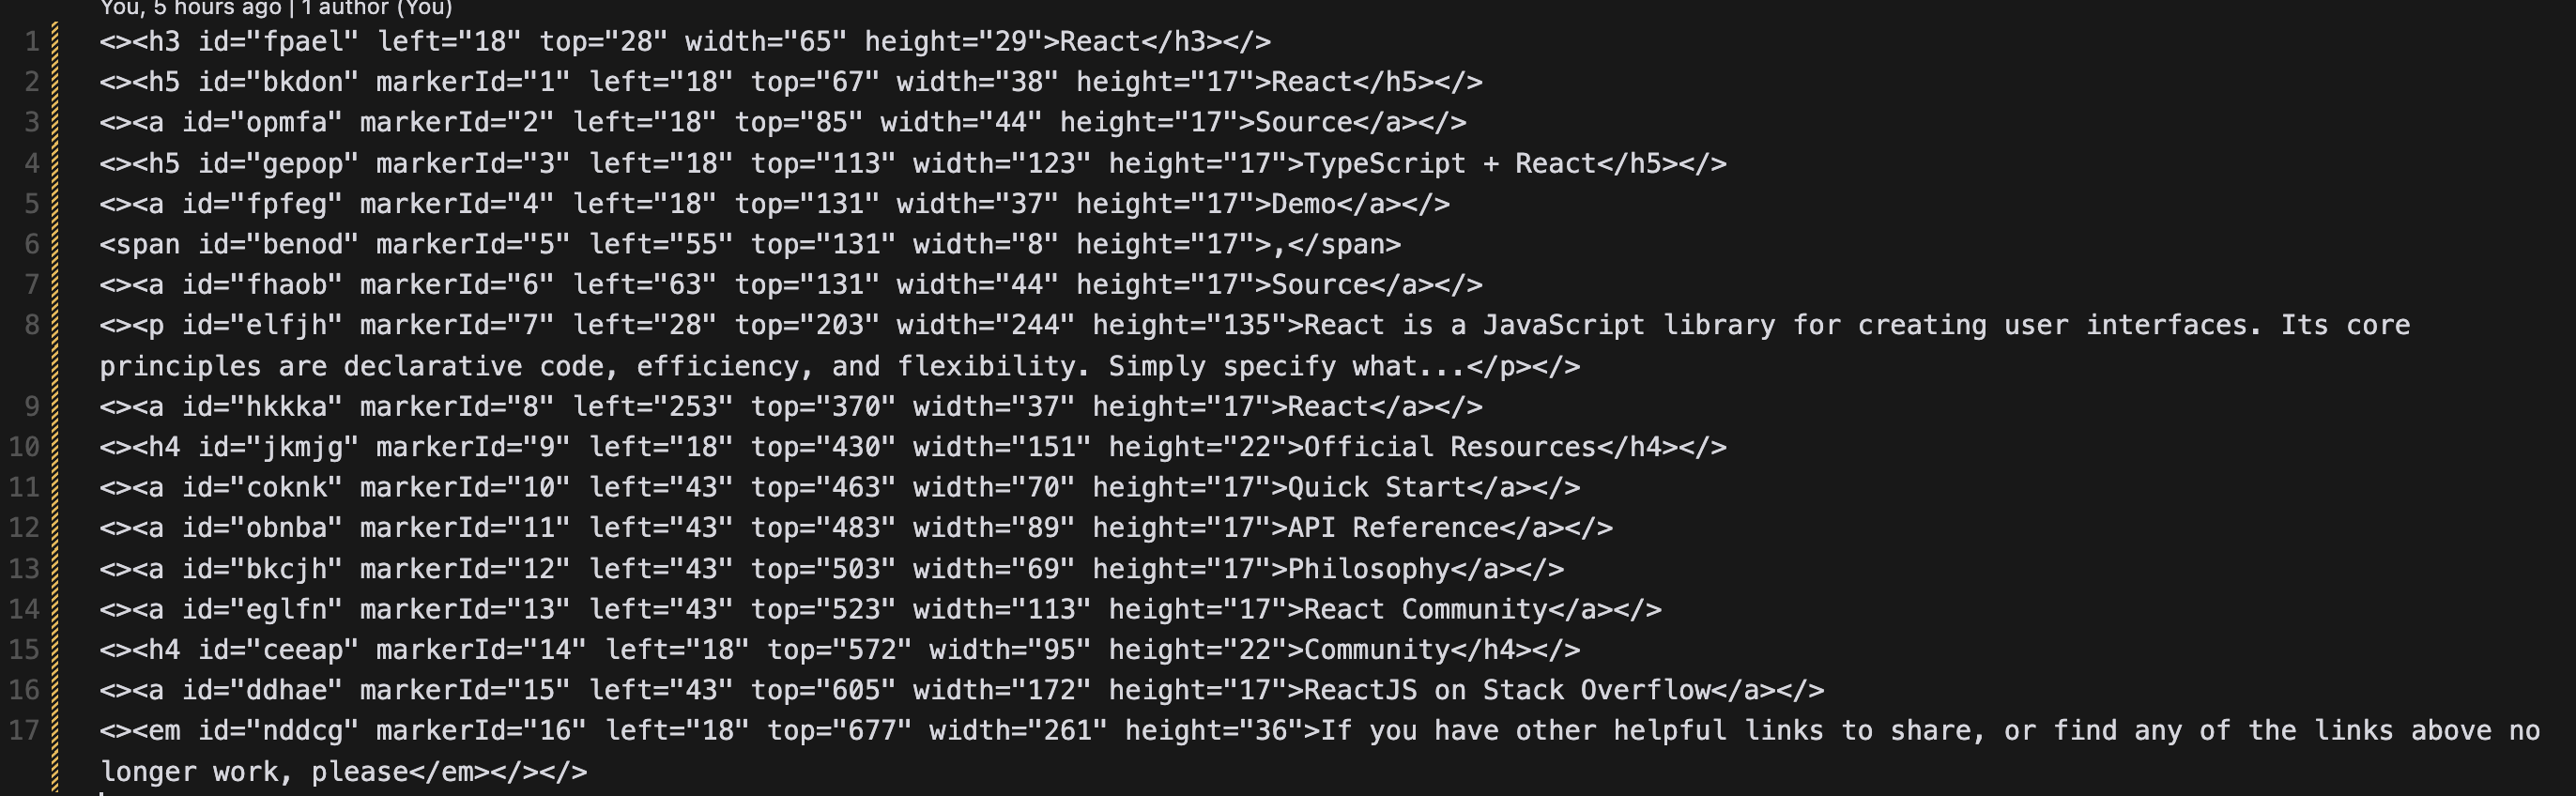 You, 5 hours ago | 1 author (You)
1 <><h3 id="fpael" left="18" top="28" width="65" height="29">React</h3></>
2 <><h5 id="bkdon" markerId="1" left="18" top="67" width="38" height="17">React</h5></>
3 <><a id="opmfa" markerId="2" left="18" top="85" width="44" height="17">Source</a></>
4 <><h5 id="gepop" markerId="3" left="18" top="113" width="123" height="17">TypeScript + React</h5></>
5 <><a id="fpfeg" markerId="4" left="18" top="131" width="37" height="17">Demo</a></>
6 <span id="benod" markerId="5" left="55" top="131" width="8" height="17">,</span>
7 <><a id="fhaob" markerId="6" left="63" top="131" width="44" height="17">Source</a></>
8 <><p id="elfjh" markerId="7" left="28" top="203" width="244" height="135">React is a JavaScript library for creating user interfaces. Its core
principles are declarative code, efficiency, and flexibility. Simply specify what...</p></>
9 <><a id="hkkka" markerId="8" left="253" top="370" width="37" height="17">React</a></>
10 <><h4 id="jkmjg" markerId="9" left="18" top="430" width="151" height="22">Official Resources</h4></>
11 <><a id="coknk" markerId="10" left="43" top="463" width="70" height="17">Quick Start</a></>
12 <><a id="obnba" markerId="11" left="43" top="483" width="89" height="17">API Reference</a></>
13 <><a id="bkcjh" markerId="12" left="43" top="503" width="69" height="17">Philosophy</a></>
14 <><a id="eglfn" markerId="13" left="43" top="523" width="113" height="17">React Community</a></>
15 <><h4 id="ceeap" markerId="14" left="18" top="572" width="95" height="22">Community</h4></>
16 <><a id="ddhae" markerId="15" left="43" top="605" width="172" height="17">ReactJS on Stack Overflow</a></>
17 <><em id="nddcg" markerId="16" left="18" top="677" width="261" height="36">If you have other helpful links to share, or find any of the links above no
longer work, please</em></></>